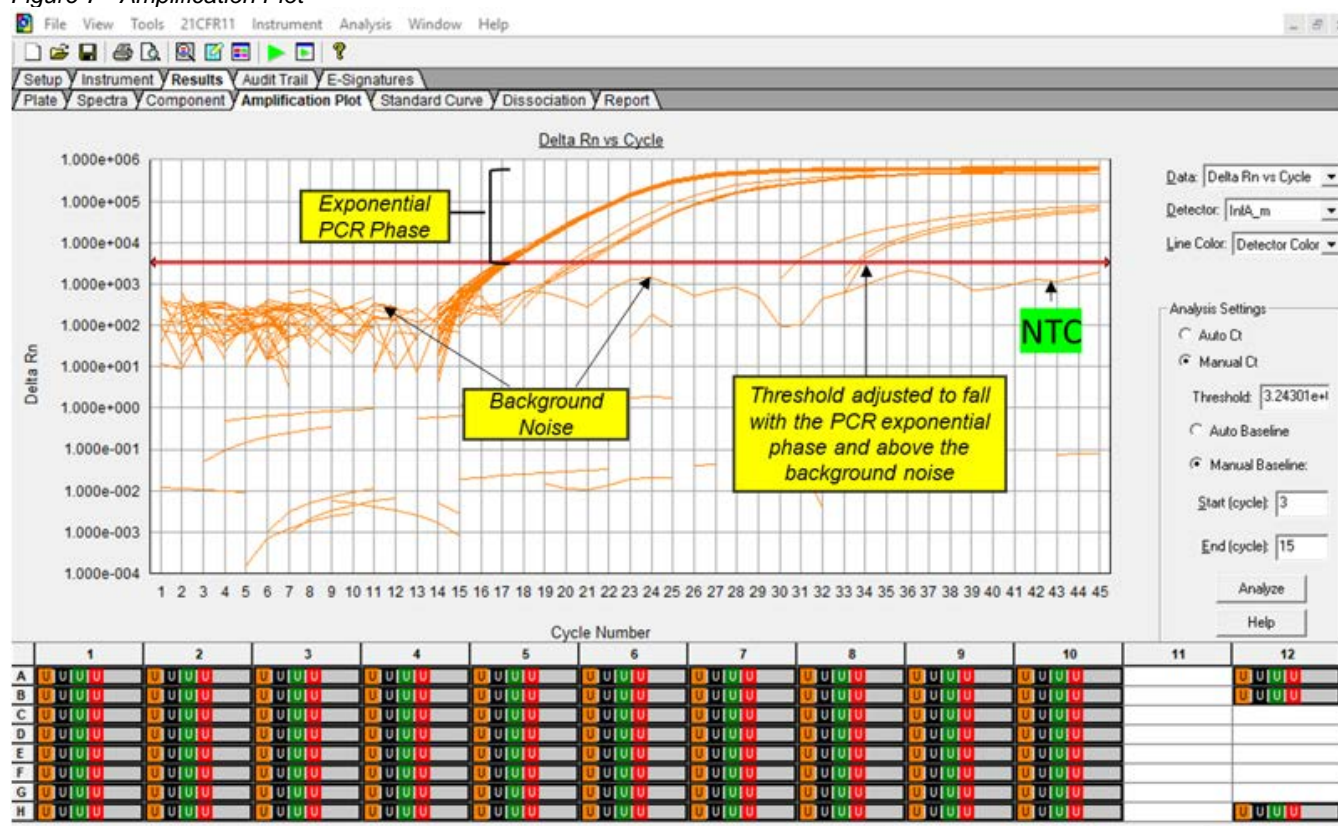 Figure 7 - Amplification Plot
File View Tools 21CFR11 Instrument Analysis Window Help
Setup Instrument Results Audit Trail E-Signatures
Plate Spectra Component Amplification Plot Standard Curve Dissociation Report
Delta Rn vs Cycle
1.000e+006
1.000e+005
1.000e+004
1.000e+003
1.000e+002
1.000e+001
1.000e+000
1.000e-001
1.000e-002
1.000e-003
1.000e-004
Delta Rn
Exponential
PCR Phase
Background
Noise
Threshold adjusted to fall
with the PCR exponential
phase and above the
background noise
NTC
1 2 3 4 5 6 7 8 9 10 11 12 13 14 15 16 17 18 19 20 21 22 23 24 25 26 27 28 29 30 31 32 33 34 35 36 37 38 39 40 41 42 43 44 45
Cycle Number
Data: Delta Rn vs Cycle
Detector: InlA_m
Line Color: Detector Color
Analysis Settings
Auto Ct
Manual Ct
Threshold: 3.24301e+
Auto Baseline
Manual Baseline:
Start (cycle): 3
End (cycle): 15
Analyze
Help
1 2 3 4 5 6 7 8 9 10 11 12
A U U U U U U U U U U U U U U U U U U U U U U U U U U U U U U U U U U U U U U U U U U U U
B U U U U U U U U U U U U U U U U U U U U U U U U U U U U U U U U U U U U U U U U U U U U
C U U U U U U U U U U U U U U U U U U U U U U U U U U U U U U U U U U U U U U U U
D U U U U U U U U U U U U U U U U U U U U U U U U U U U U U U U U U U U U U U U U
E U U U U U U U U U U U U U U U U U U U U U U U U U U U U U U U U U U U U U U U U
F U U U U U U U U U U U U U U U U U U U U U U U U U U U U U U U U U U U U U U U U
G U U U U U U U U U U U U U U U U U U U U U U U U U U U U U U U U U U U U U U U U
H U U U U U U U U U U U U U U U U U U U U U U U U U U U U U U U U U U U U U U U U U U U U